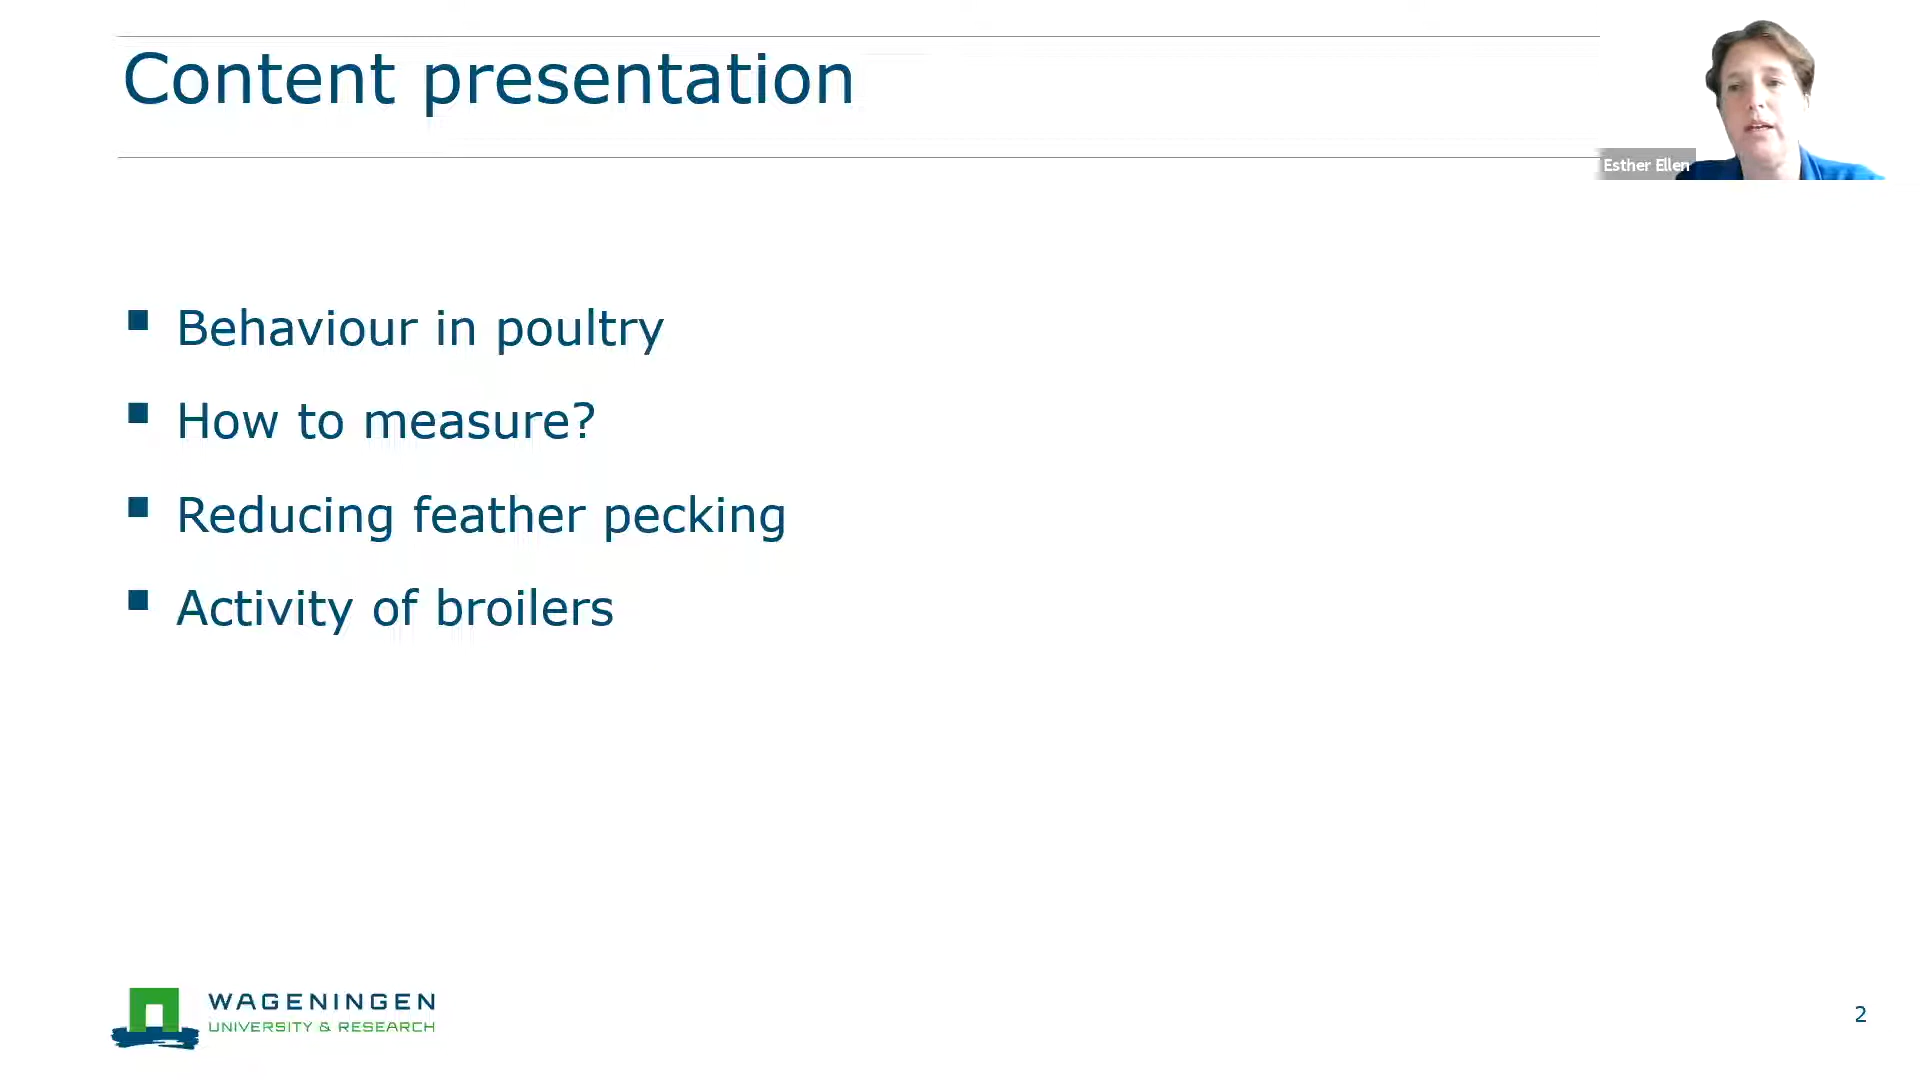 Content presentation
Esther Ellen
Behaviour in poultry
How to measure?
Reducing feather pecking
Activity of broilers
WAGENINGEN
UNIVERSITY & RESEARCH
2